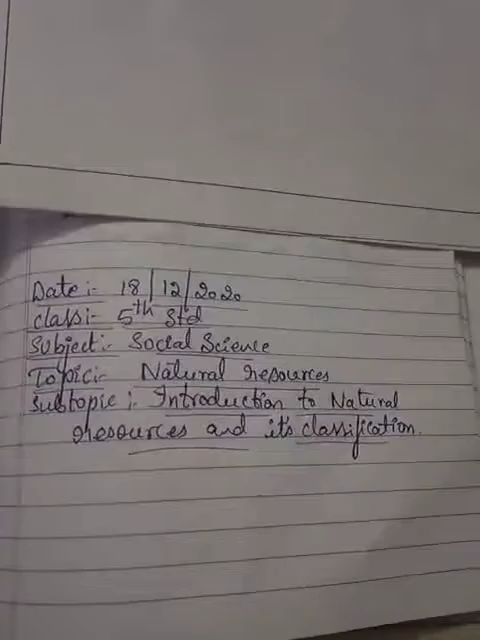 Date:- 18/12/2020
Class:- 5th Std
Subject:- Social Science
Topic:- Natural resources
Subtopic:- Introduction to Natural
resources and its classification.